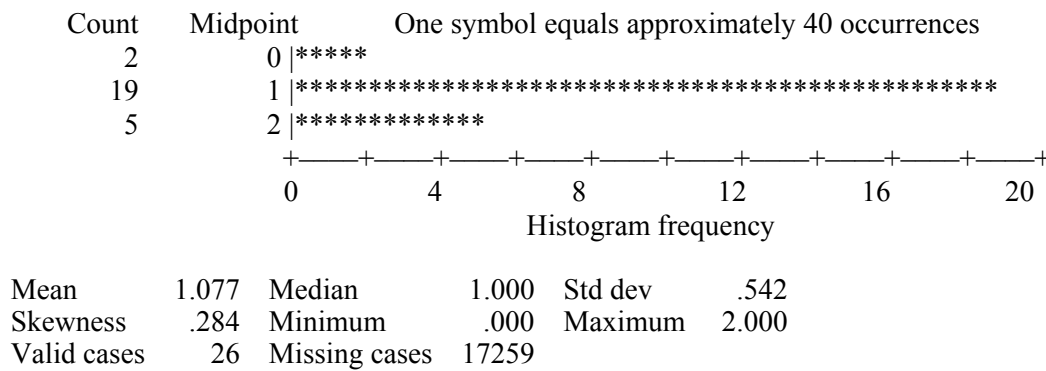 Count Midpoint One symbol equals approximately 40 occurrences
2 0 |*****
19 1 |************************************************
5 2 |*************
+——+——+——+——+——+——+——+——+——+——+
0 4 8 12 16 20
Histogram frequency
Mean 1.077 Median 1.000 Std dev .542
Skewness .284 Minimum .000 Maximum 2.000
Valid cases 26 Missing cases 17259